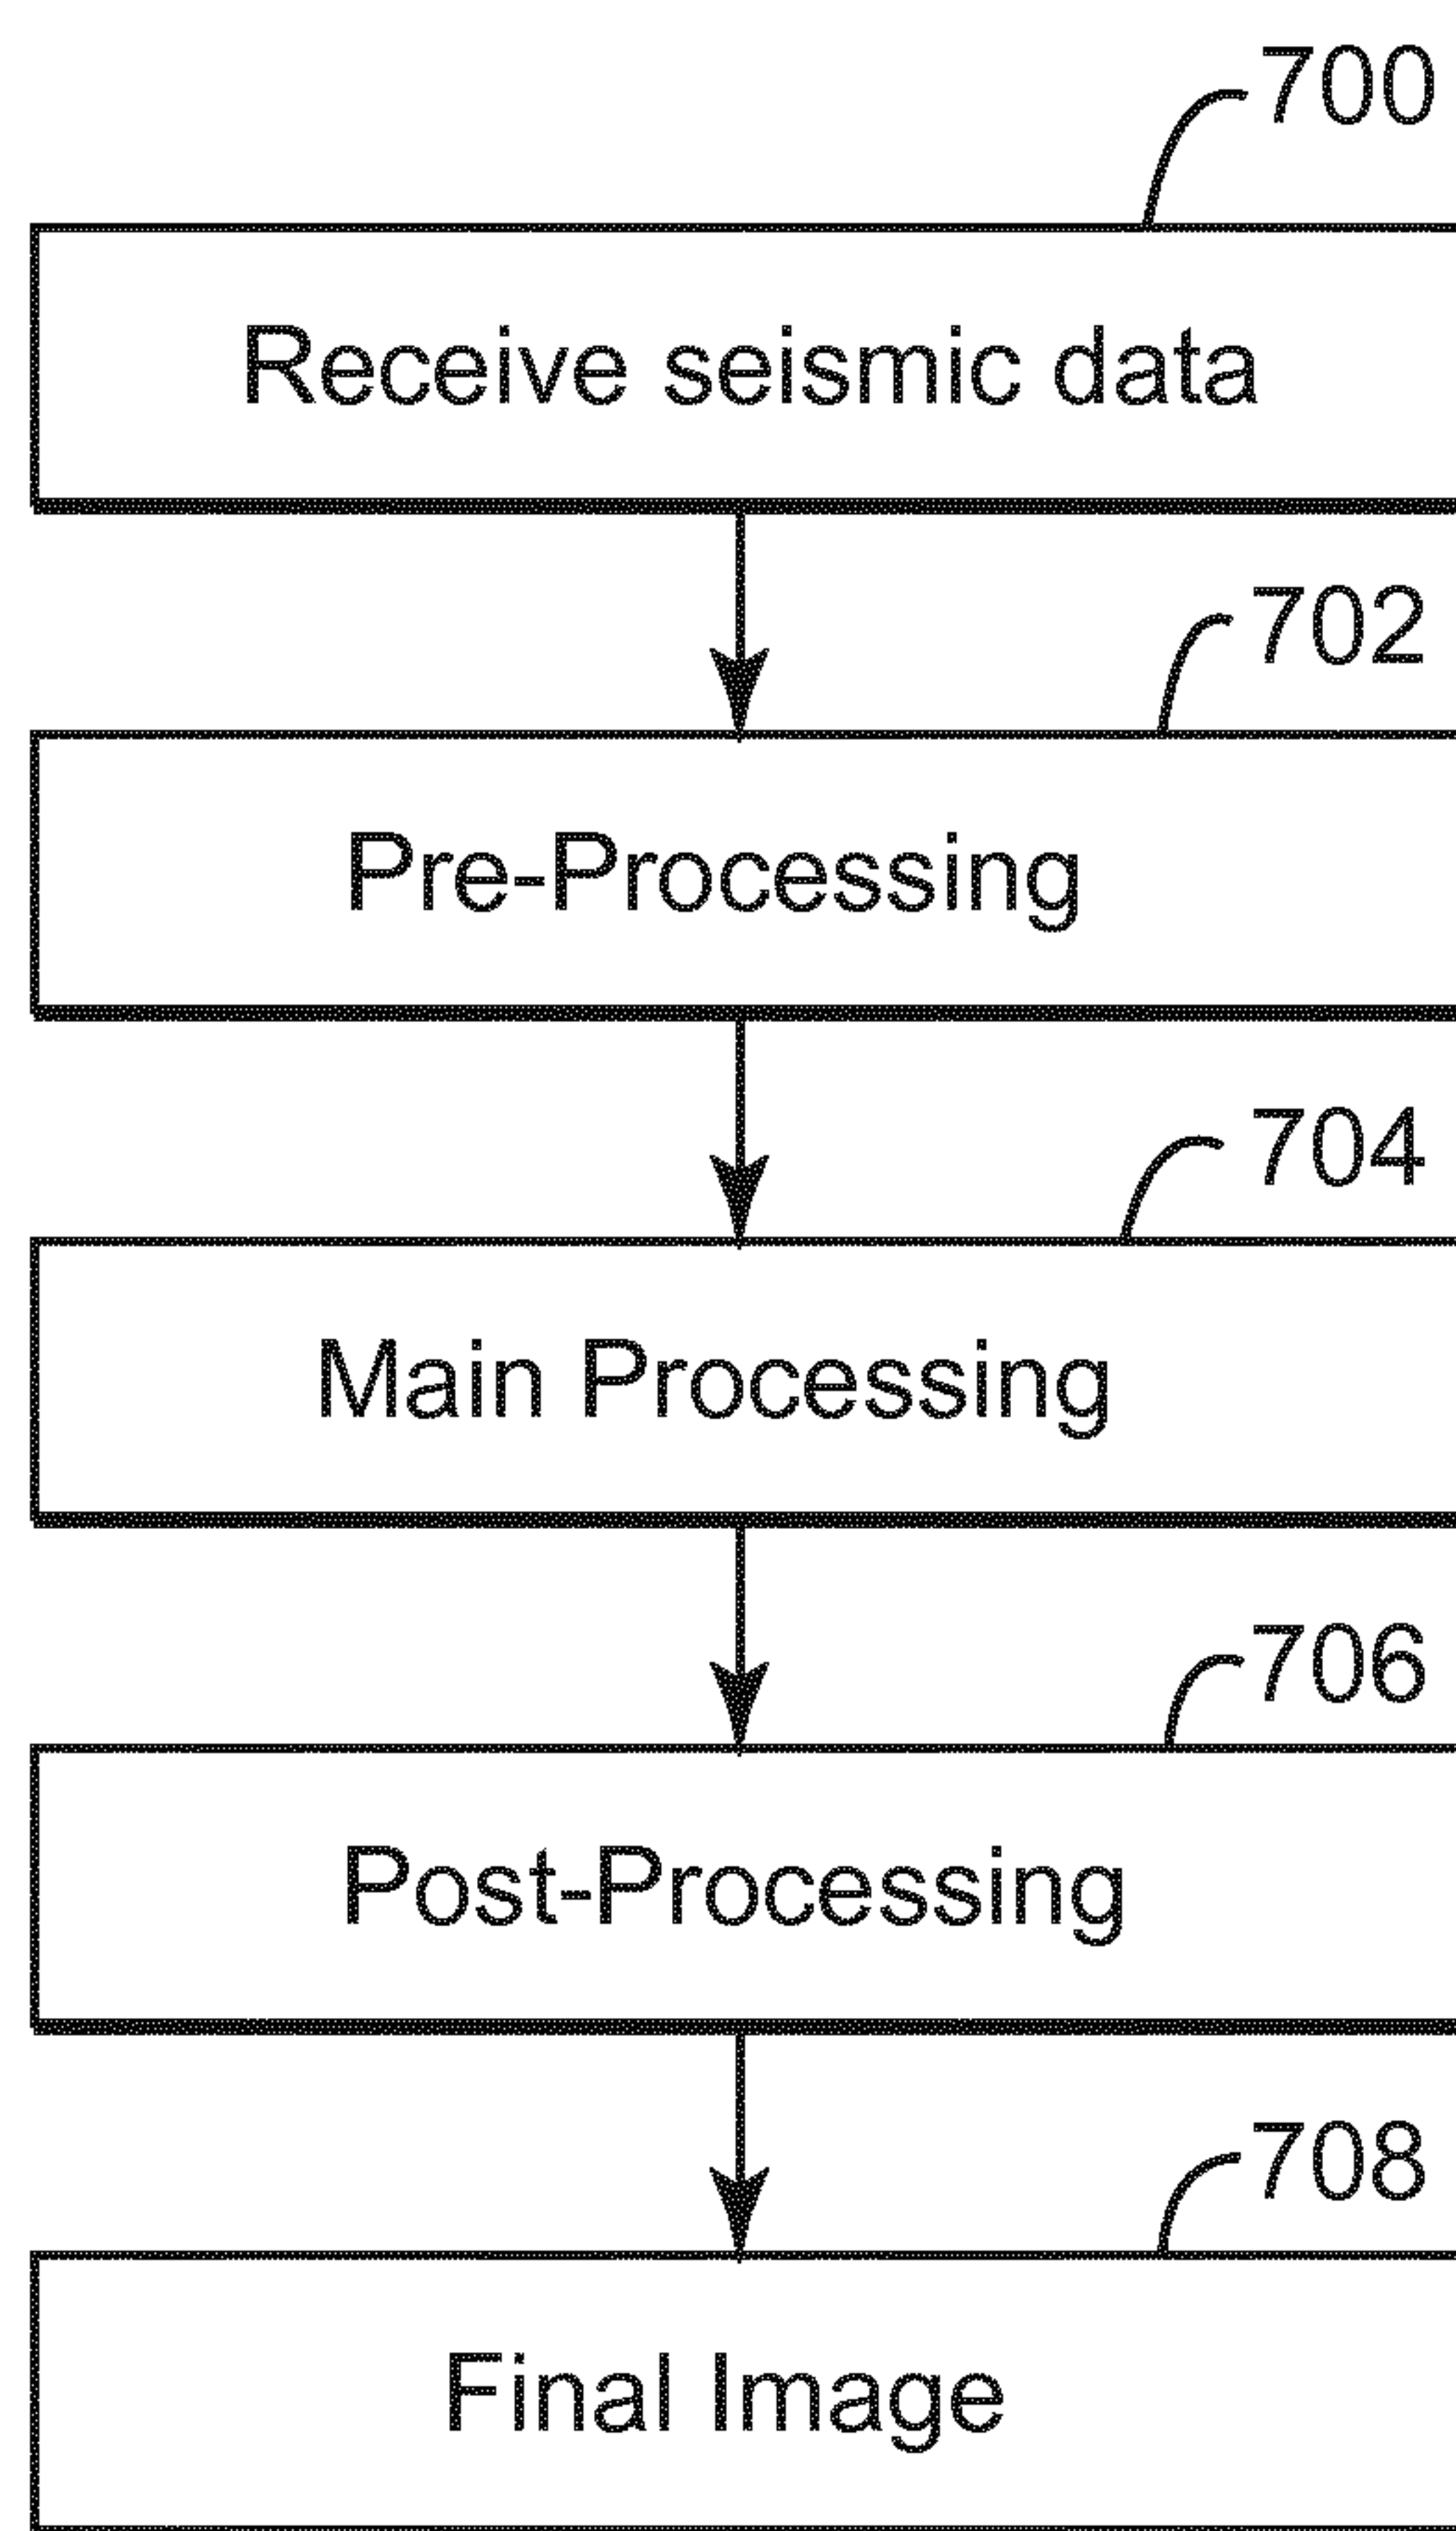 700
Receive seismic data
702
Pre-Processing
704
Main Processing
706
Post-Processing
708
Final Image